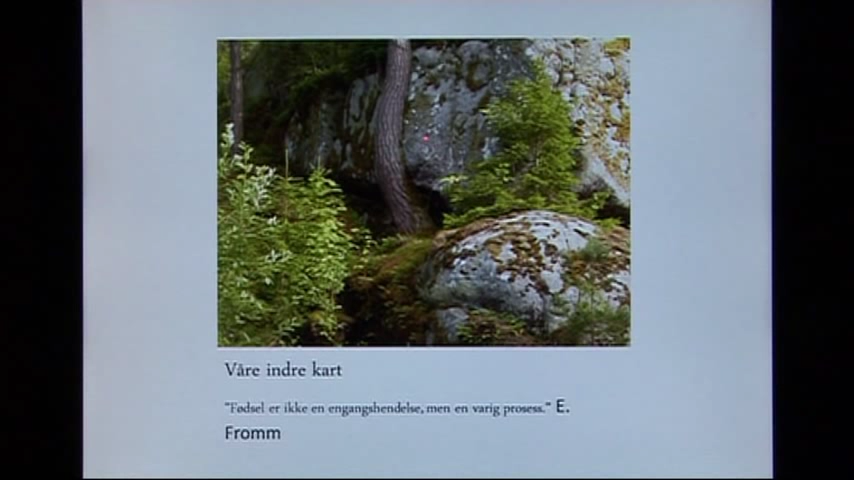 Våre indre kart
"Fødsel er ikke en engangshendelse, men en varig prosess." E.
Fromm